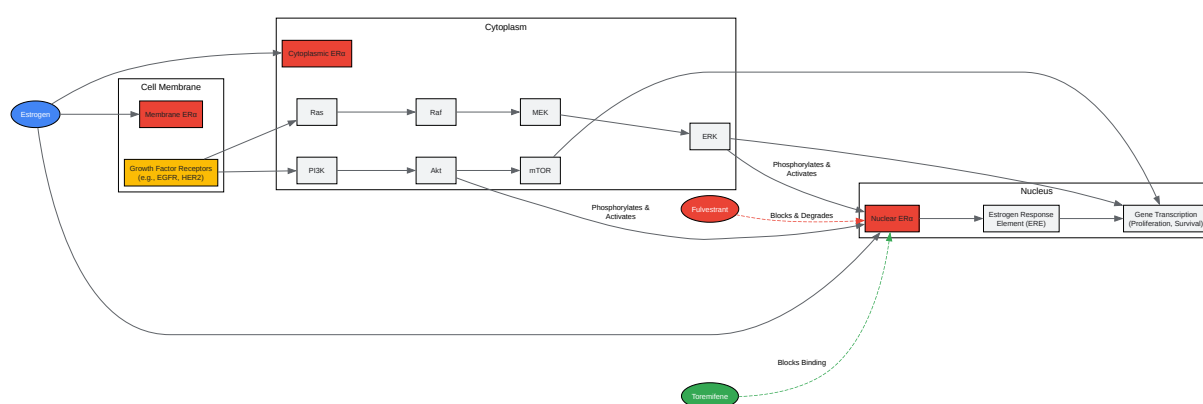 Cytoplasm
Cytoplasmic ERα
Cell Membrane
Estrogen
Membrane ERα
Ras
Raf
MEK
ERK
Growth Factor Receptors
(e.g., EGFR, HER2)
PI3K
Akt
mTOR
Phosphorylates &
Activates
Nucleus
Fulvestrant
Blocks & Degrades
Phosphorylates &
Activates
Nuclear ERα
Estrogen Response
Element (ERE)
Gene Transcription
(Proliferation, Survival)
Blocks Binding
Toremifene